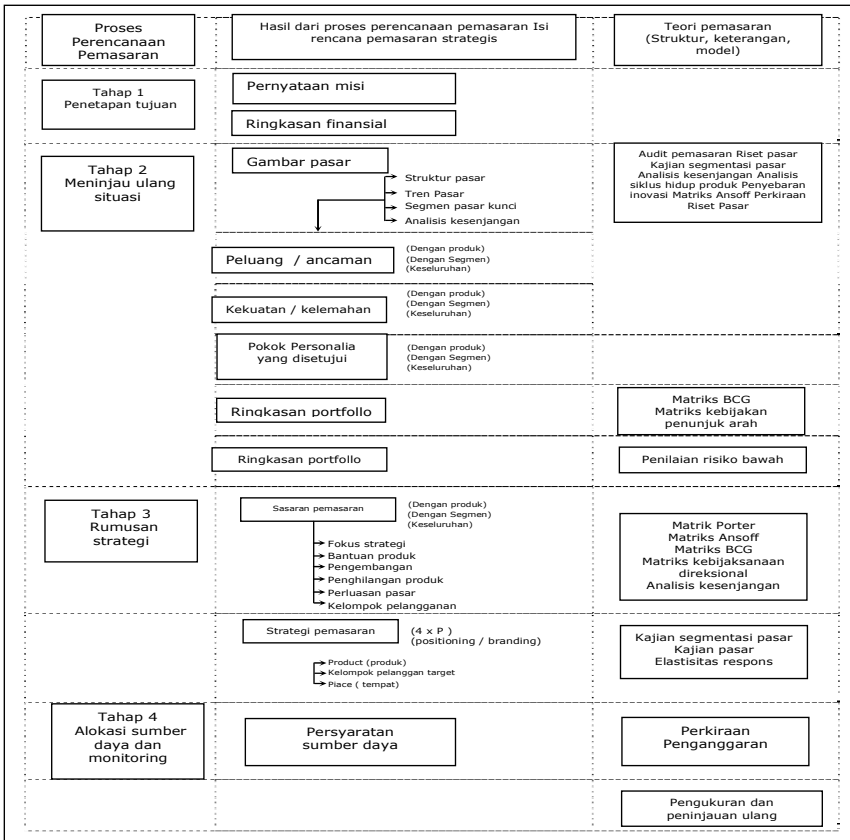 Proses
Perencanaan
Pemasaran
Hasil dari proses perencanaan pemasaran Isi
rencana pemasaran strategis
Teori pemasaran
(Struktur, keterangan,
model)
Tahap 1
Penetapan tujuan
Pernyataan misi
Ringkasan finansial
Tahap 2
Meninjau ulang
situasi
Gambar pasar
Struktur pasar
Tren Pasar
Segmen pasar kunci
Analisis kesenjangan
Audit pemasaran Riset pasar
Kajian segmentasi pasar
Analisis kesenjangan Analisis
siklus hidup produk Penyebaran
inovasi Matriks Ansoff Perkiraan
Riset Pasar
Peluang / ancaman
(Dengan produk)
(Dengan Segmen)
(Keseluruhan)
Kekuatan / kelemahan
(Dengan produk)
(Dengan Segmen)
(Keseluruhan)
Pokok Personalia
yang disetujui
(Dengan produk)
(Dengan Segmen)
(Keseluruhan)
Ringkasan portfollo
Matriks BCG
Matriks kebijakan
penunjuk arah
Ringkasan portfollo
Penilaian risiko bawah
Tahap 3
Rumusan
strategi
Sasaran pemasaran
(Dengan produk)
(Dengan Segmen)
(Keseluruhan)
Fokus strategi
Bantuan produk
Pengembangan
Penghilangan produk
Perluasan pasar
Kelompok pelangganan
Matrik Porter
Matriks Ansoff
Matriks BCG
Matriks kebijaksanaan
direksional
Analisis kesenjangan
Strategi pemasaran
(4 x P )
(positioning / branding)
Product (produk)
Kelompok pelanggan target
Piace ( tempat)
Kajian segmentasi pasar
Kajian pasar
Elastisitas respons
Tahap 4
Alokasi sumber
daya dan
monitoring
Persyaratan
sumber daya
Perkiraan
Penganggaran
Pengukuran dan
peninjauan ulang